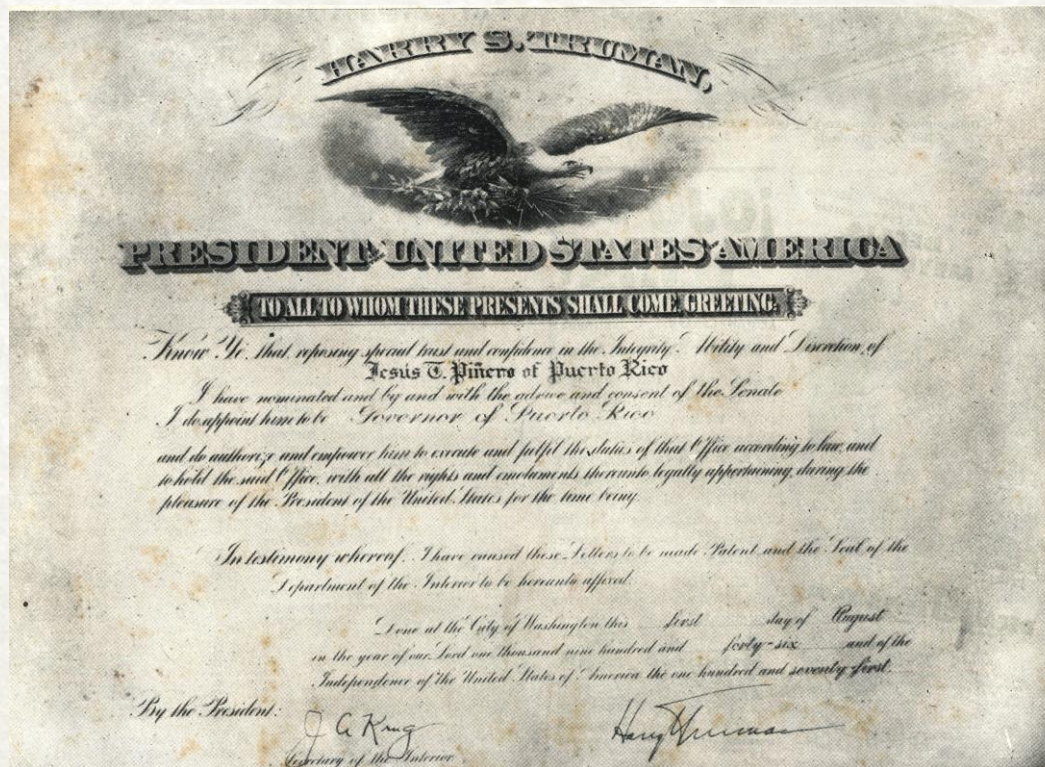 HARRY S. TRUMAN,
PRESIDENT OF THE UNITED STATES OF AMERICA
TO ALL TO WHOM THESE PRESENTS SHALL COME, GREETING:
Know Ye, that, reposing special trust and confidence in the Integrity, Ability and Discretion of
Jesús T. Piñero of Puerto Rico
I have nominated and by and with the advice and consent of the Senate
I do appoint him to be Governor of Puerto Rico
and do authorize and empower him to execute and fulfil the duties of that Office according to law, and
to hold the said Office, with all the rights and emoluments thereunto legally appertaining, during the
pleasure of the President of the United States for the time being.
In testimony whereof, I have caused these Letters to be made Patent and the Seal of the
Department of the Interior to be hereunto affixed.
Done at the City of Washington this first day of August
in the year of our Lord one thousand nine hundred and forty-six and of the
Independence of the United States of America the one hundred and seventy-first.
By the President:
J A Krug
Harry Truman
Secretary of the Interior